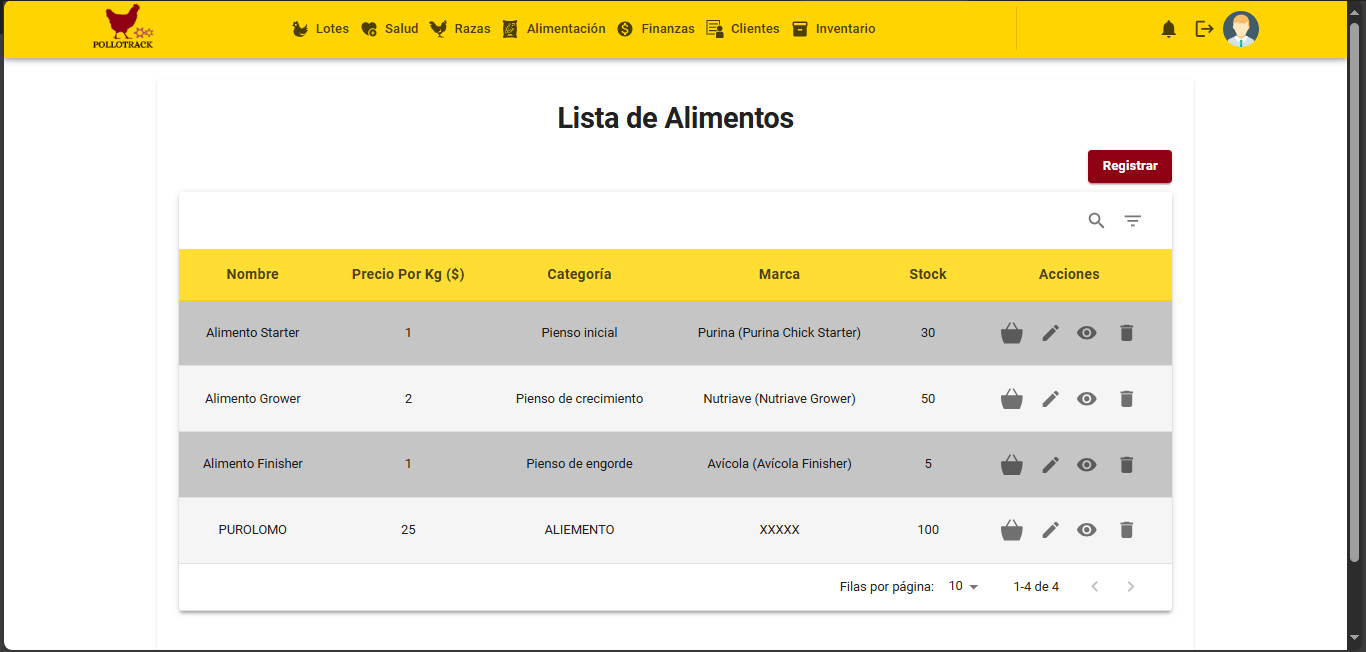 POLLOTRACK
Lotes Salud Razas Alimentación Finanzas Clientes Inventario
Lista de Alimentos
Registrar
Nombre Precio Por Kg ($) Categoría Marca Stock Acciones
Alimento Starter 1 Pienso inicial Purina (Purina Chick Starter) 30
Alimento Grower 2 Pienso de crecimiento Nutriave (Nutriave Grower) 50
Alimento Finisher 1 Pienso de engorde Avícola (Avícola Finisher) 5
PUROLOMO 25 ALIEMENTO XXXXX 100
Filas por página: 10 1-4 de 4